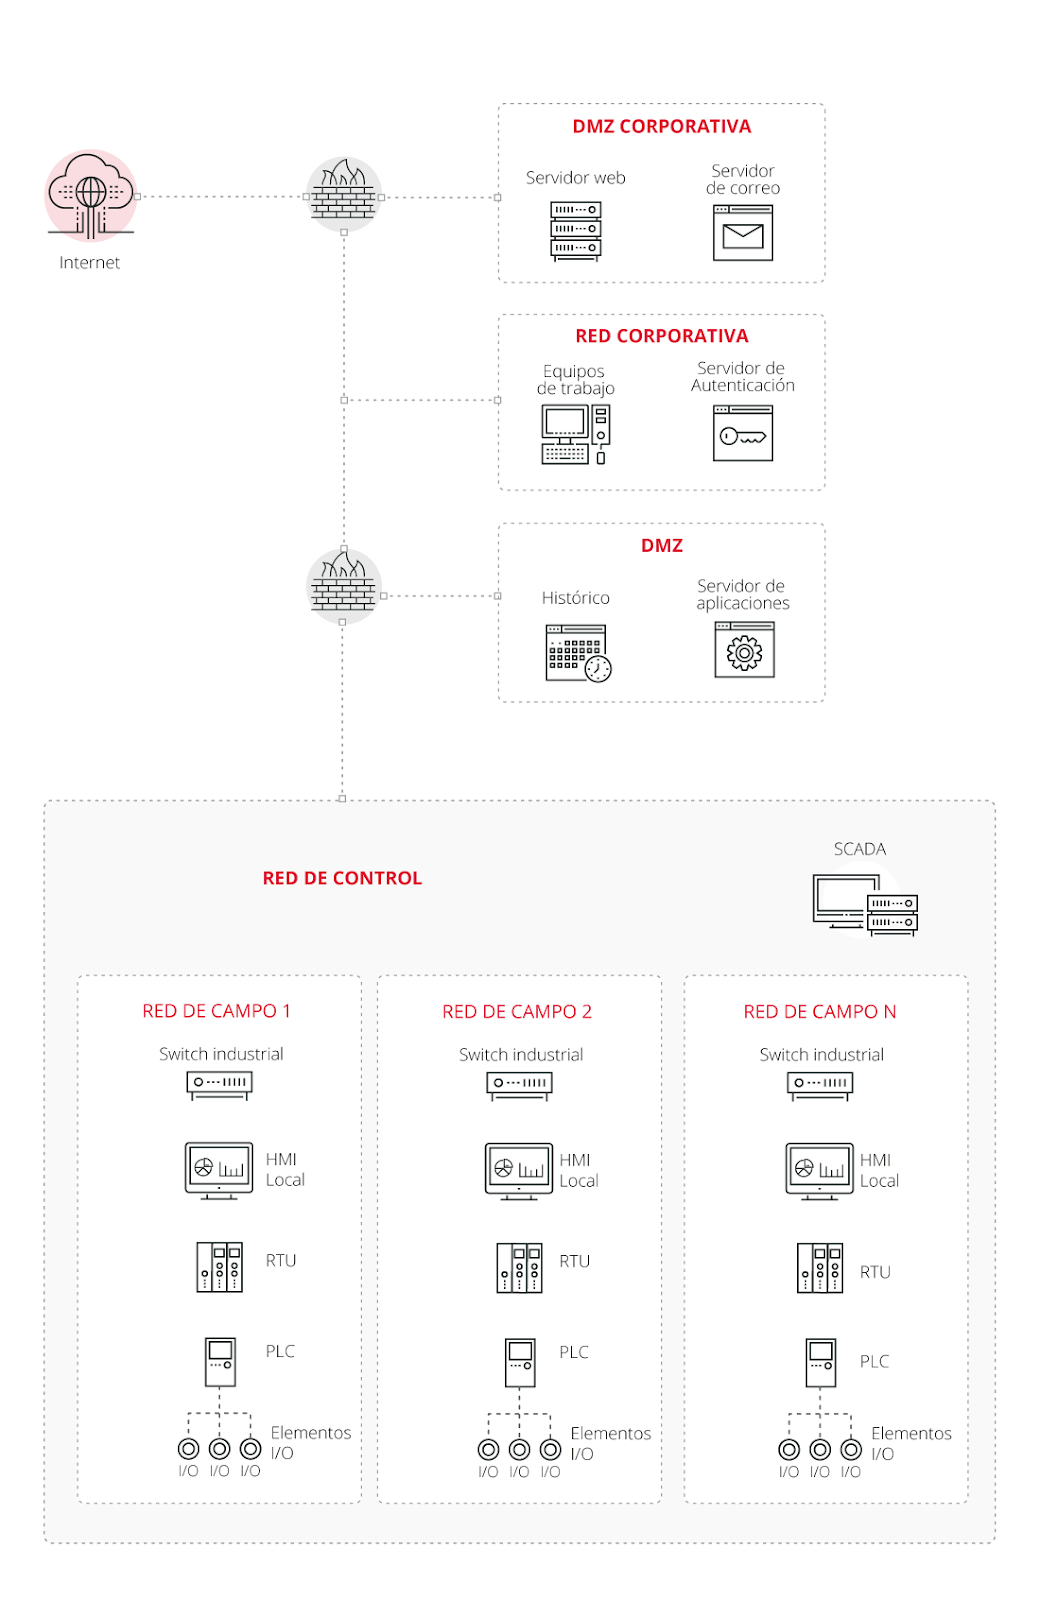 DMZ CORPORATIVA
Servidor web
Servidor
de correo
Internet
RED CORPORATIVA
Equipos
de trabajo
Servidor de
Autenticación
DMZ
Histórico
Servidor de
aplicaciones
SCADA
RED DE CONTROL
RED DE CAMPO 1
Switch industrial
HMI
Local
RTU
PLC
Elementos
I/O
I/O I/O I/O
RED DE CAMPO 2
Switch industrial
HMI
Local
RTU
PLC
Elementos
I/O
I/O I/O I/O
RED DE CAMPO N
Switch industrial
HMI
Local
RTU
PLC
Elementos
I/O
I/O I/O I/O